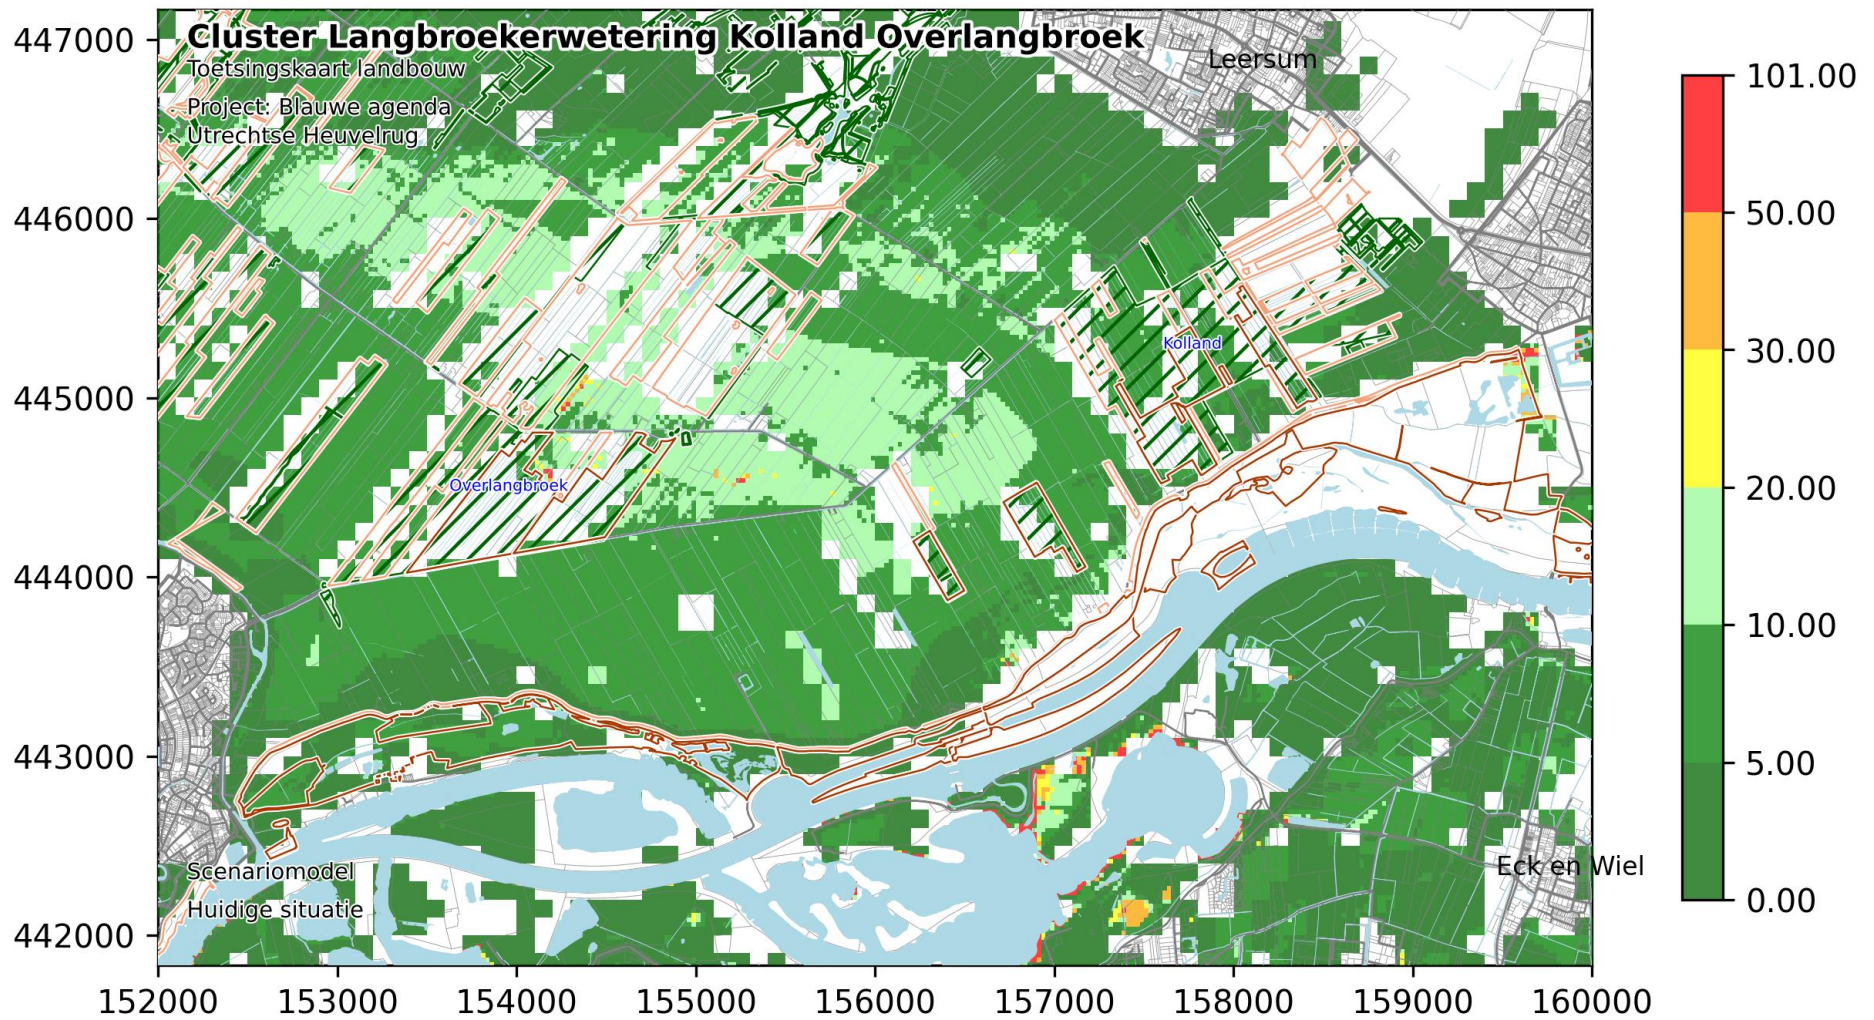 Cluster Langbroekerwetering Kolland Overlangbroek
Toetsingskaart landbouw
Project: Blauwe agenda
Utrechtse Heuvelrug
Leersum
Kolland
Overlangbroek
Eck en Wiel
Scenariomodel
Huidige situatie
447000
446000
445000
444000
443000
442000
152000 153000 154000 155000 156000 157000 158000 159000 160000
101.00
50.00
30.00
20.00
10.00
5.00
0.00